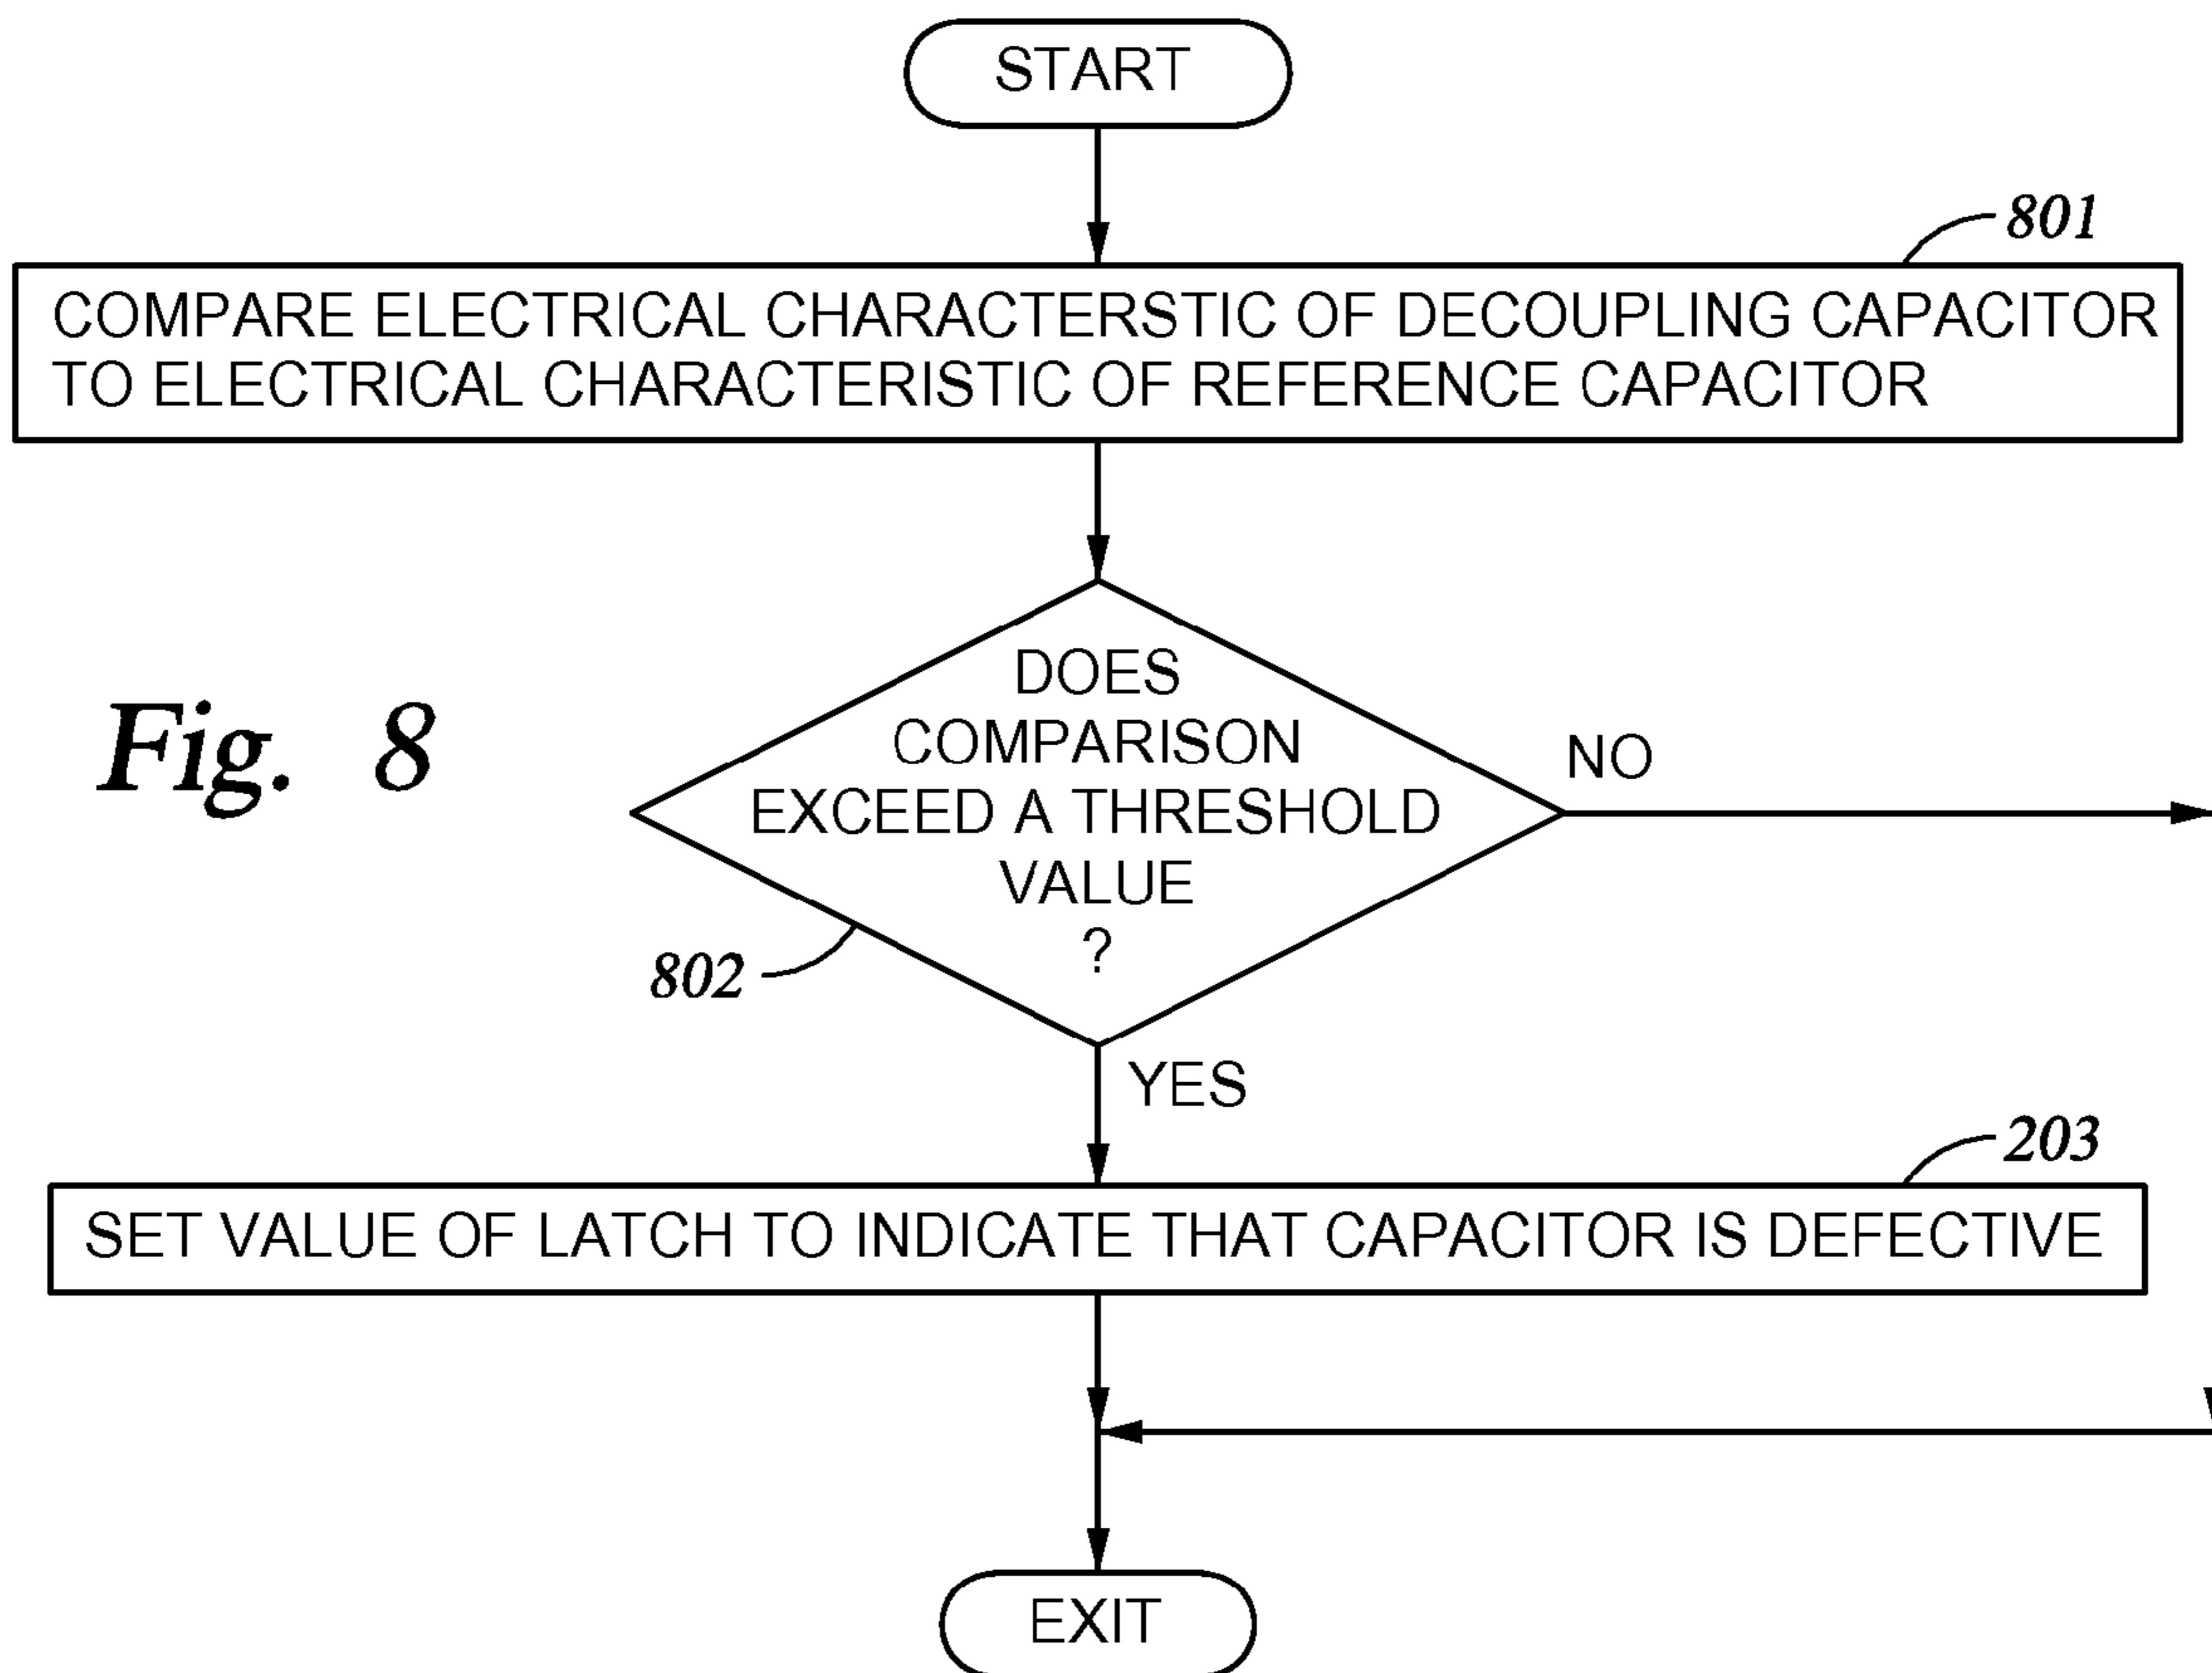 START
801
COMPARE ELECTRICAL CHARACTERSTIC OF DECOUPLING CAPACITOR
TO ELECTRICAL CHARACTERISTIC OF REFERENCE CAPACITOR
Fig. 8
DOES
COMPARISON
EXCEED A THRESHOLD
VALUE
?
NO
802
YES
203
SET VALUE OF LATCH TO INDICATE THAT CAPACITOR IS DEFECTIVE
EXIT